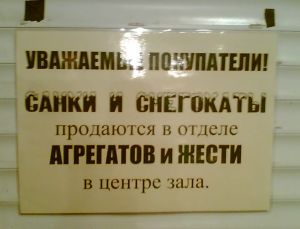 УВАЖАЕМЫЕ ПОКУПАТЕЛИ!
САНКИ И СНЕГОКАТЫ
продаются в отделе
АГРЕГАТОВ и ЖЕСТИ
в центре зала.